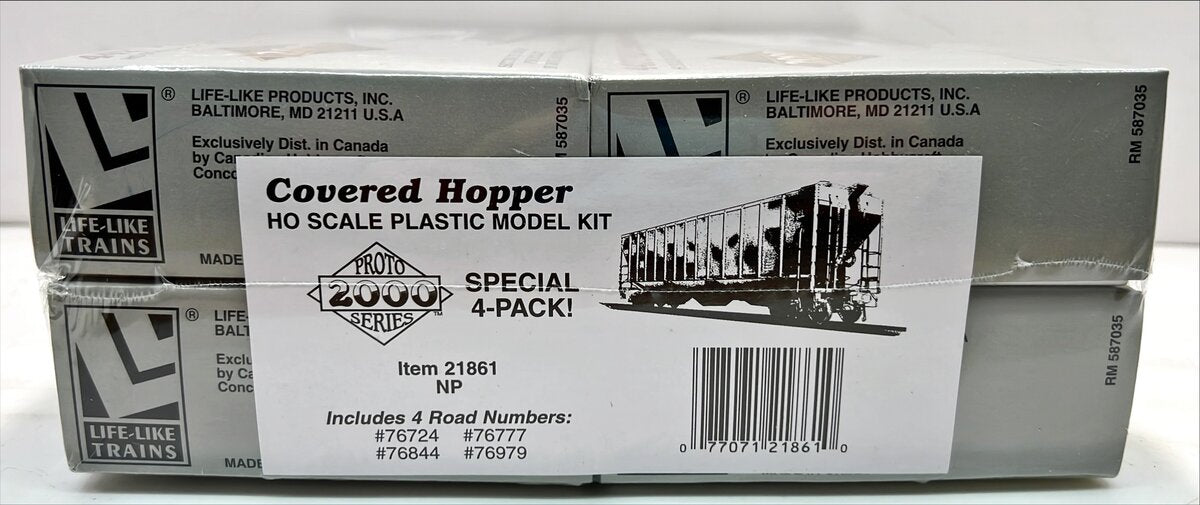 LIFE-LIKE PRODUCTS, INC.
BALTIMORE, MD 21211 U.S.A
Exclusively Dist. in Canada
by
LIFE-LIKE
TRAINS
MADE
587035
®
LIFE-LIKE PRODUCTS, INC.
BALTIMORE, MD 21211 U.S.A
Exclusively Dist. in Canada
RM 587035
®
Covered Hopper
HO SCALE PLASTIC MODEL KIT
PROTO
2000
SERIES™
SPECIAL
4-PACK!
Item 21861
NP
Includes 4 Road Numbers:
#76724 #76777
#76844 #76979
0 77071 21861 0
®
LIFE-LIKE
TRAINS
MADE
RM 587035